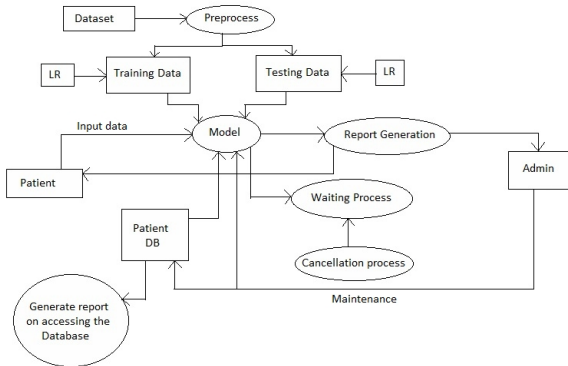 Dataset
Preprocess
LR
Training Data
Testing Data
LR
Input data
Model
Report Generation
Patient
Admin
Waiting Process
Patient
DB
Cancellation process
Maintenance
Generate report
on accessing the
Database